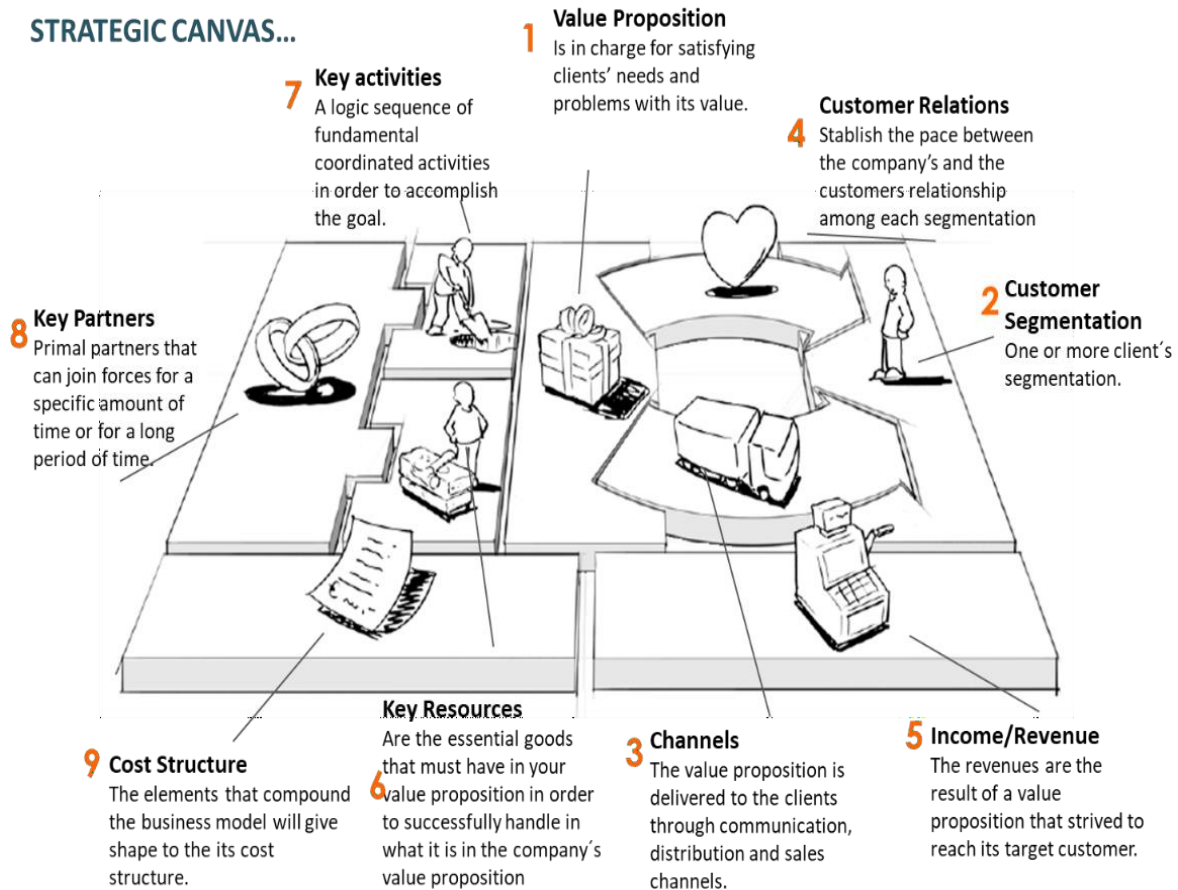 STRATEGIC CANVAS...
1
Value Proposition
Is in charge for satisfying
clients' needs and
problems with its value.
7
Key activities
A logic sequence of
fundamental
coordinated activities
in order to accomplish
the goal.
4
Customer Relations
Stablish the pace between
the company's and the
customers relationship
among each segmentation
2
Customer
Segmentation
One or more client´s
segmentation.
8
Key Partners
Primal partners that
can join forces for a
specific amount of
time or for a long
period of time.
9
Cost Structure
The elements that compound
the business model will give
shape to the its cost
structure.
6
Key Resources
Are the essential goods
that must have in your
value proposition in order
to successfully handle in
what it is in the company´s
value proposition
3
Channels
The value proposition is
delivered to the clients
through communication,
distribution and sales
channels.
5
Income/Revenue
The revenues are the
result of a value
proposition that strived to
reach its target customer.